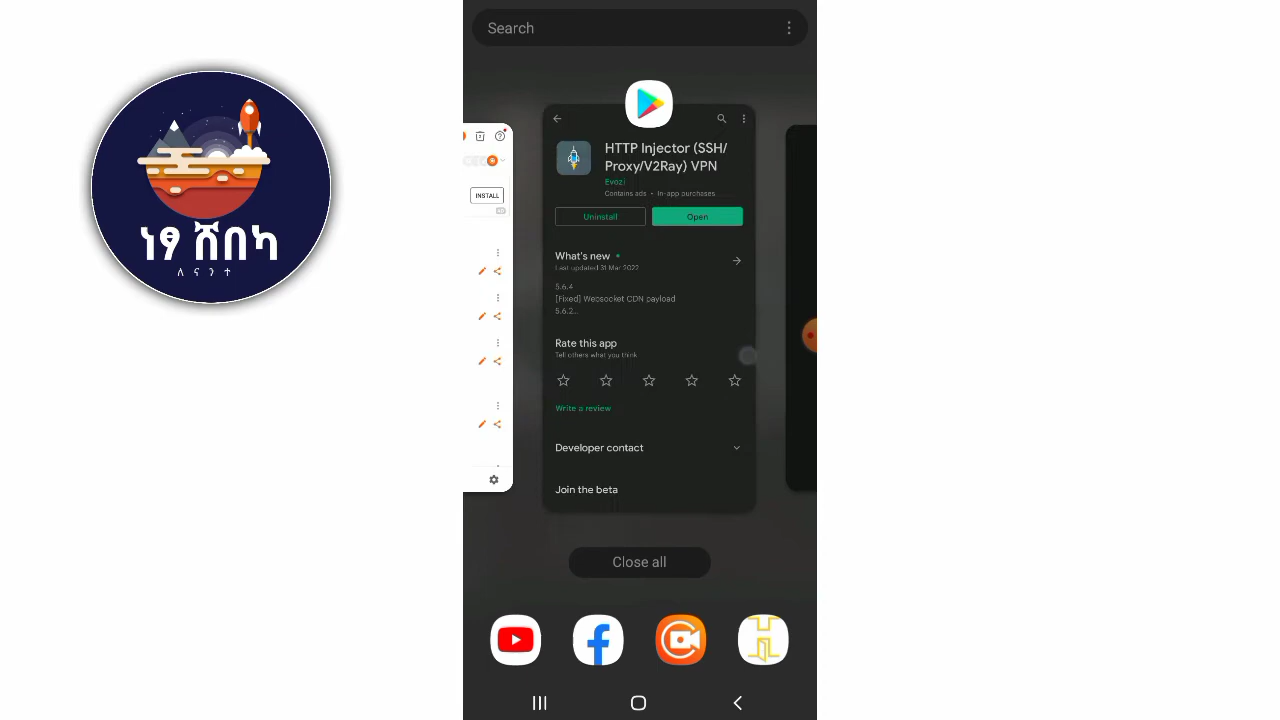 ነፃ ሸበካ
ለ ና ን ተ
Search
INSTALL
HTTP Injector (SSH/
Proxy/V2Ray) VPN
Evozi
Contains ads • In-app purchases
Uninstall
Open
What's new •
Last updated 31 Mar 2022
5.6.4
[Fixed] Websocket CDN payload
5.6.2...
Rate this app
Tell others what you think
Write a review
Developer contact
Join the beta
Close all